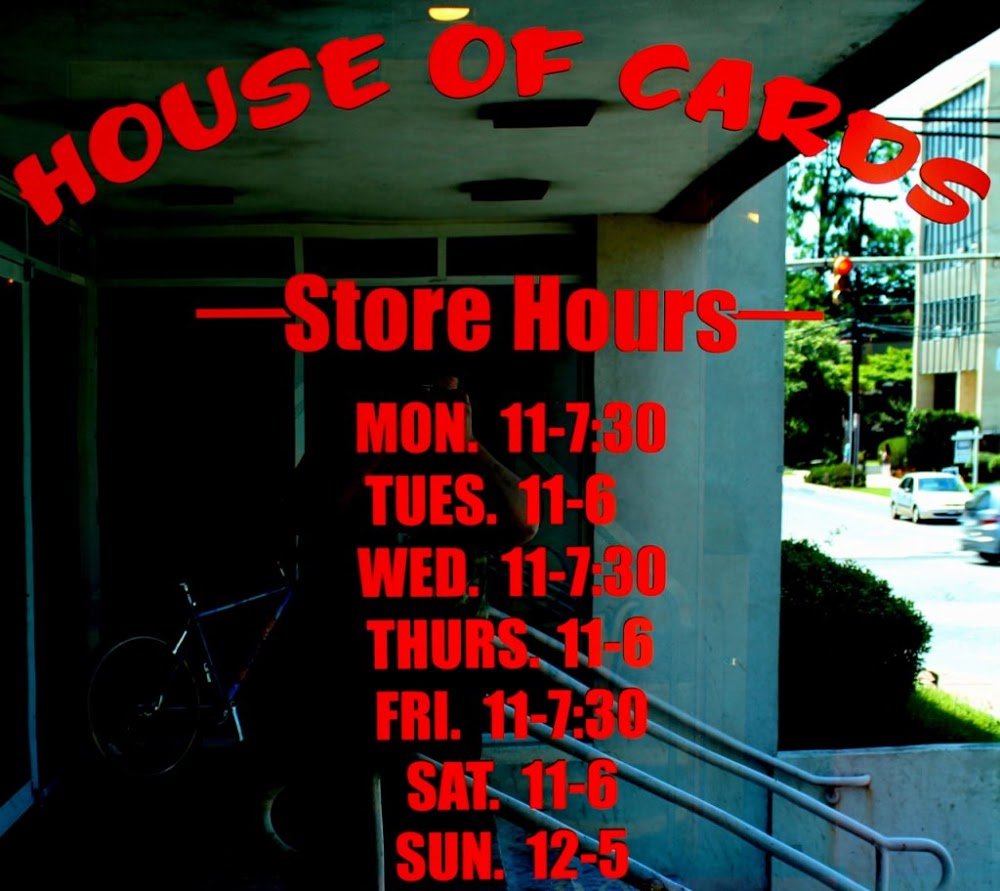 HOUSE OF CARDS
Store Hours
MON. 11-7:30
TUES. 11-6
WED. 11-7:30
THURS. 11-6
FRI. 11-7:30
SAT. 11-6
SUN. 12-5